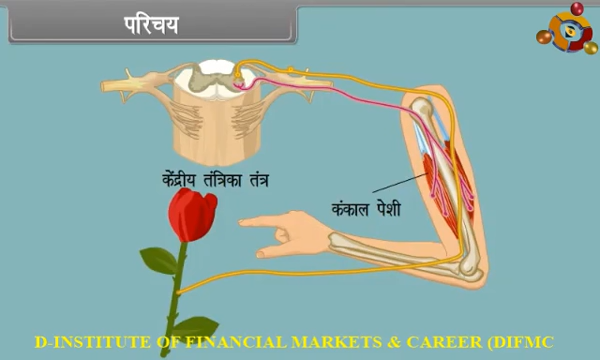 परिचय
केंद्रीय तंत्रिका तंत्र
कंकाल पेशी
D-INSTITUTE OF FINANCIAL MARKETS & CAREER (DIFMC